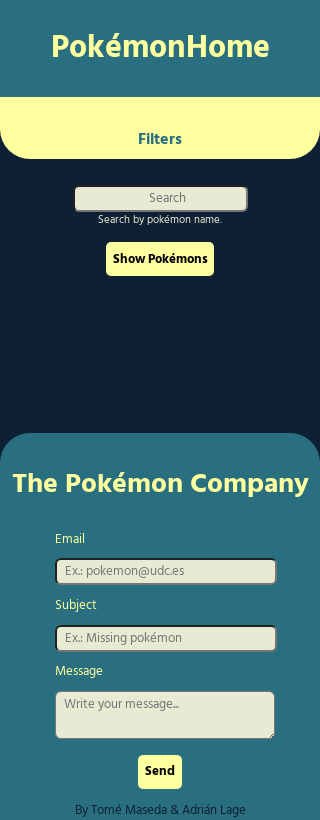 PokémonHome
Filters
Search
Search by pokémon name.
Show Pokémons
The Pokémon Company
Email
Ex.: pokemon@udc.es
Subject
Ex.: Missing pokémon
Message
Write your message...
Send
By Tomé Maseda & Adrián Lage